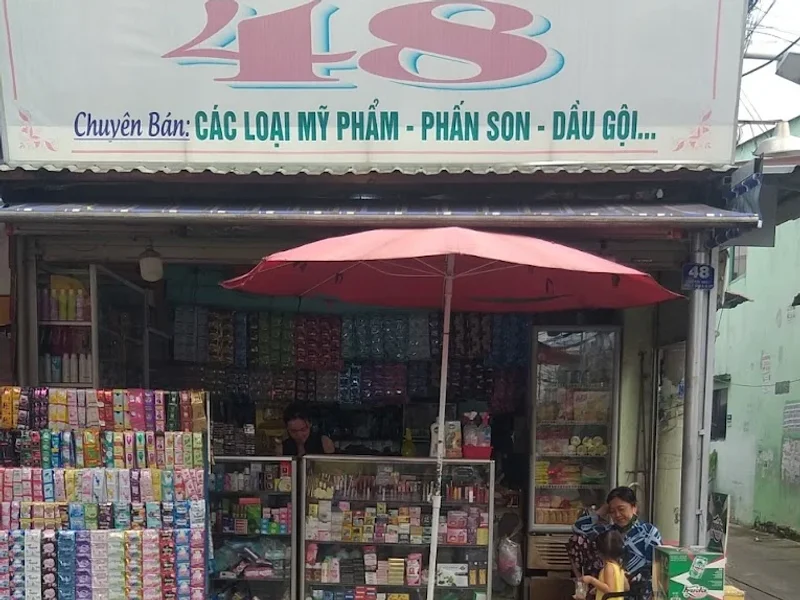 48
Chuyên Bán: CÁC LOẠI MỸ PHẨM - PHẤN SON - DẦU GỘI...
48